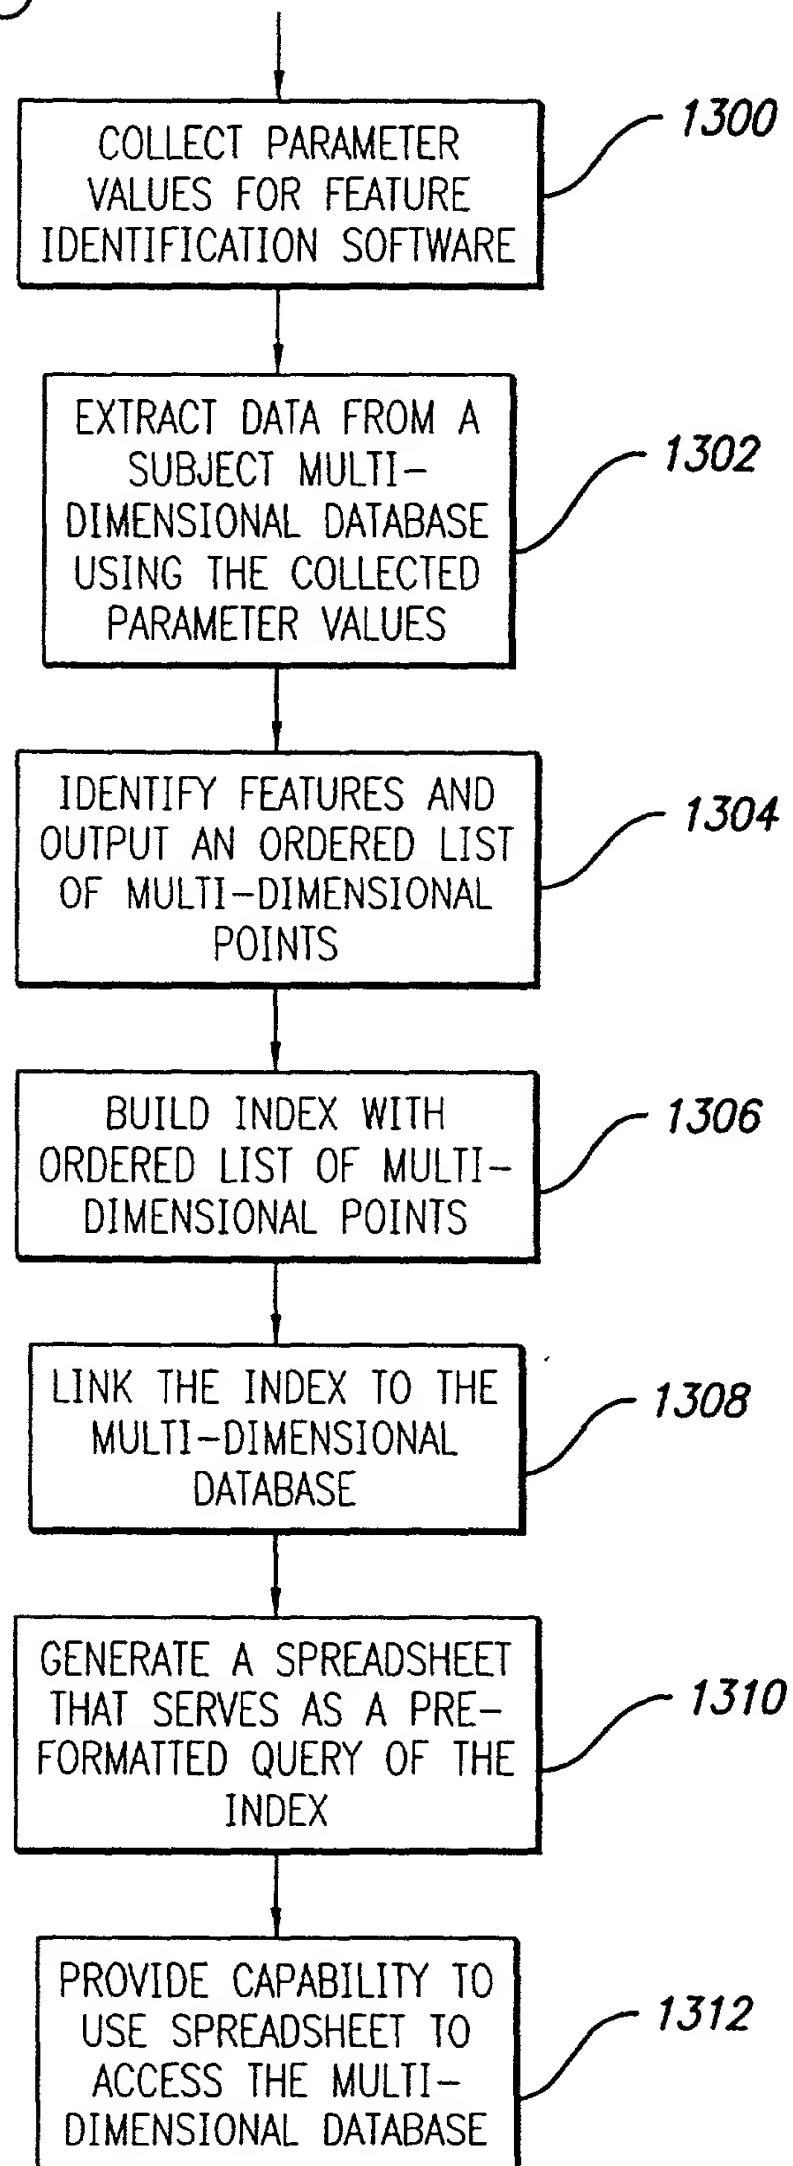 COLLECT PARAMETER
VALUES FOR FEATURE
IDENTIFICATION SOFTWARE
1300
EXTRACT DATA FROM A
SUBJECT MULTI-
DIMENSIONAL DATABASE
USING THE COLLECTED
PARAMETER VALUES
1302
IDENTIFY FEATURES AND
OUTPUT AN ORDERED LIST
OF MULTI-DIMENSIONAL
POINTS
1304
BUILD INDEX WITH
ORDERED LIST OF MULTI-
DIMENSIONAL POINTS
1306
LINK THE INDEX TO THE
MULTI-DIMENSIONAL
DATABASE
1308
GENERATE A SPREADSHEET
THAT SERVES AS A PRE-
FORMATTED QUERY OF THE
INDEX
1310
PROVIDE CAPABILITY TO
USE SPREADSHEET TO
ACCESS THE MULTI-
DIMENSIONAL DATABASE
1312